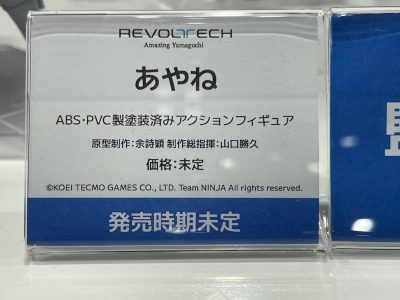 REVOLTECH
Amazing Yamaguchi
あやね
ABS・PVC製塗装済みアクションフィギュア
原型制作：余詩穎 制作総指揮：山口勝久
価格：未定
©KOEI TECMO GAMES CO., LTD. Team NINJA All rights reserved.
発売時期未定